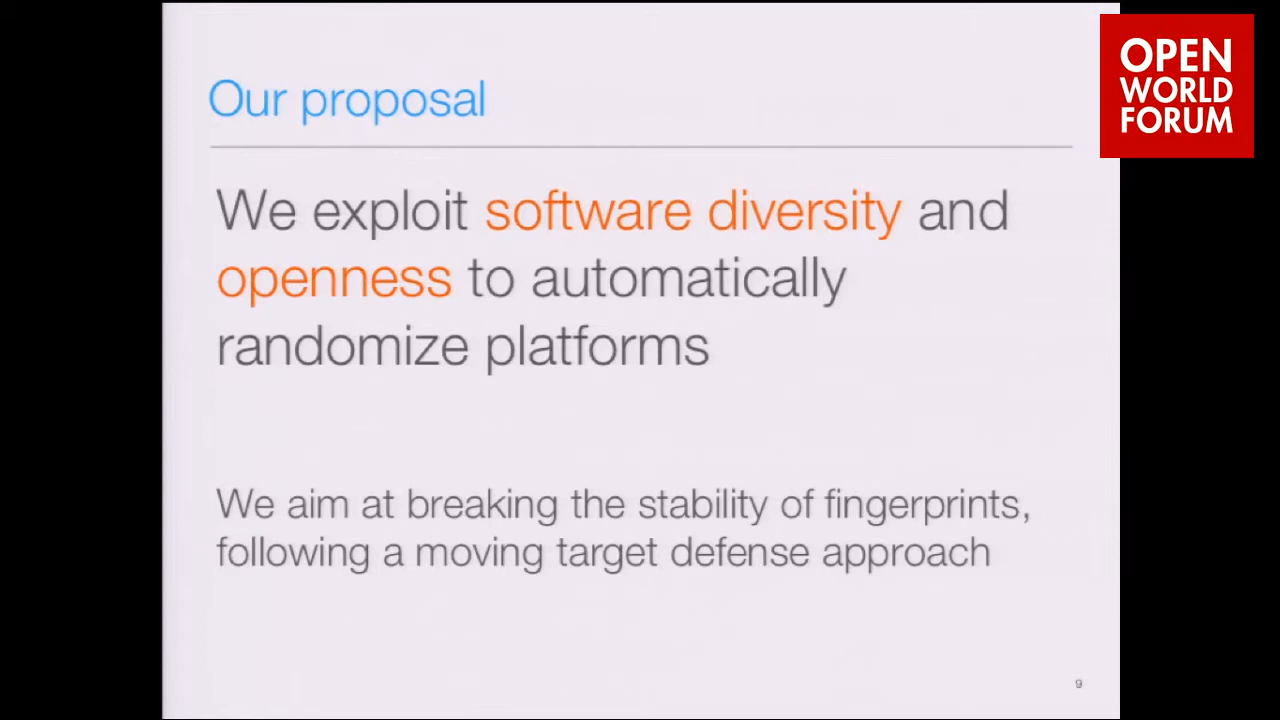 Our proposal
We exploit software diversity and
openness to automatically
randomize platforms
We aim at breaking the stability of fingerprints,
following a moving target defense approach
9
OPEN
WORLD
FORUM